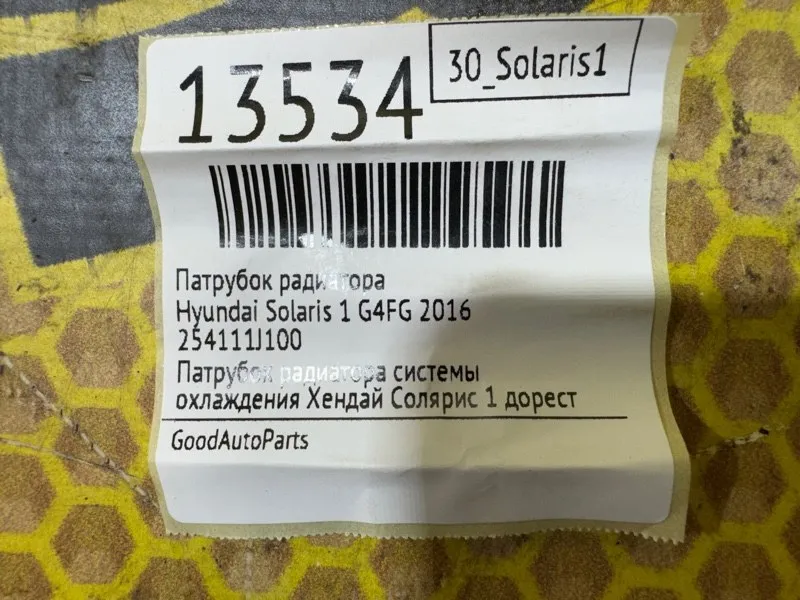 13534
30_Solaris1
Патрубок радиатора
Hyundai Solaris 1 G4FG 2016
254111J100
Патрубок радиатора системы
охлаждения Хендай Солярис 1 дорест
GoodAutoParts